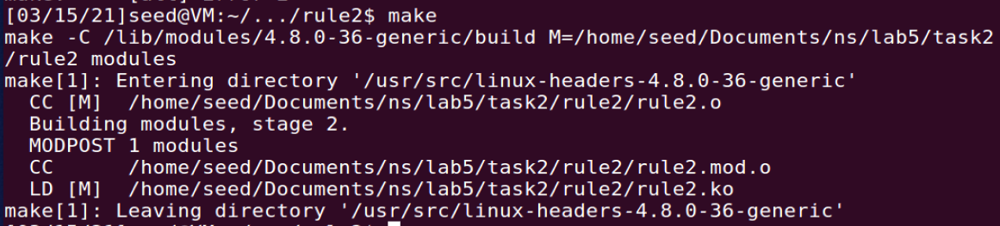 [03/15/21]seed@VM:~/.../rule2$ make
make -C /lib/modules/4.8.0-36-generic/build M=/home/seed/Documents/ns/lab5/task2
/rule2 modules
make[1]: Entering directory '/usr/src/linux-headers-4.8.0-36-generic'
  CC [M]  /home/seed/Documents/ns/lab5/task2/rule2/rule2.o
  Building modules, stage 2.
  MODPOST 1 modules
  CC      /home/seed/Documents/ns/lab5/task2/rule2/rule2.mod.o
  LD [M]  /home/seed/Documents/ns/lab5/task2/rule2/rule2.ko
make[1]: Leaving directory '/usr/src/linux-headers-4.8.0-36-generic'